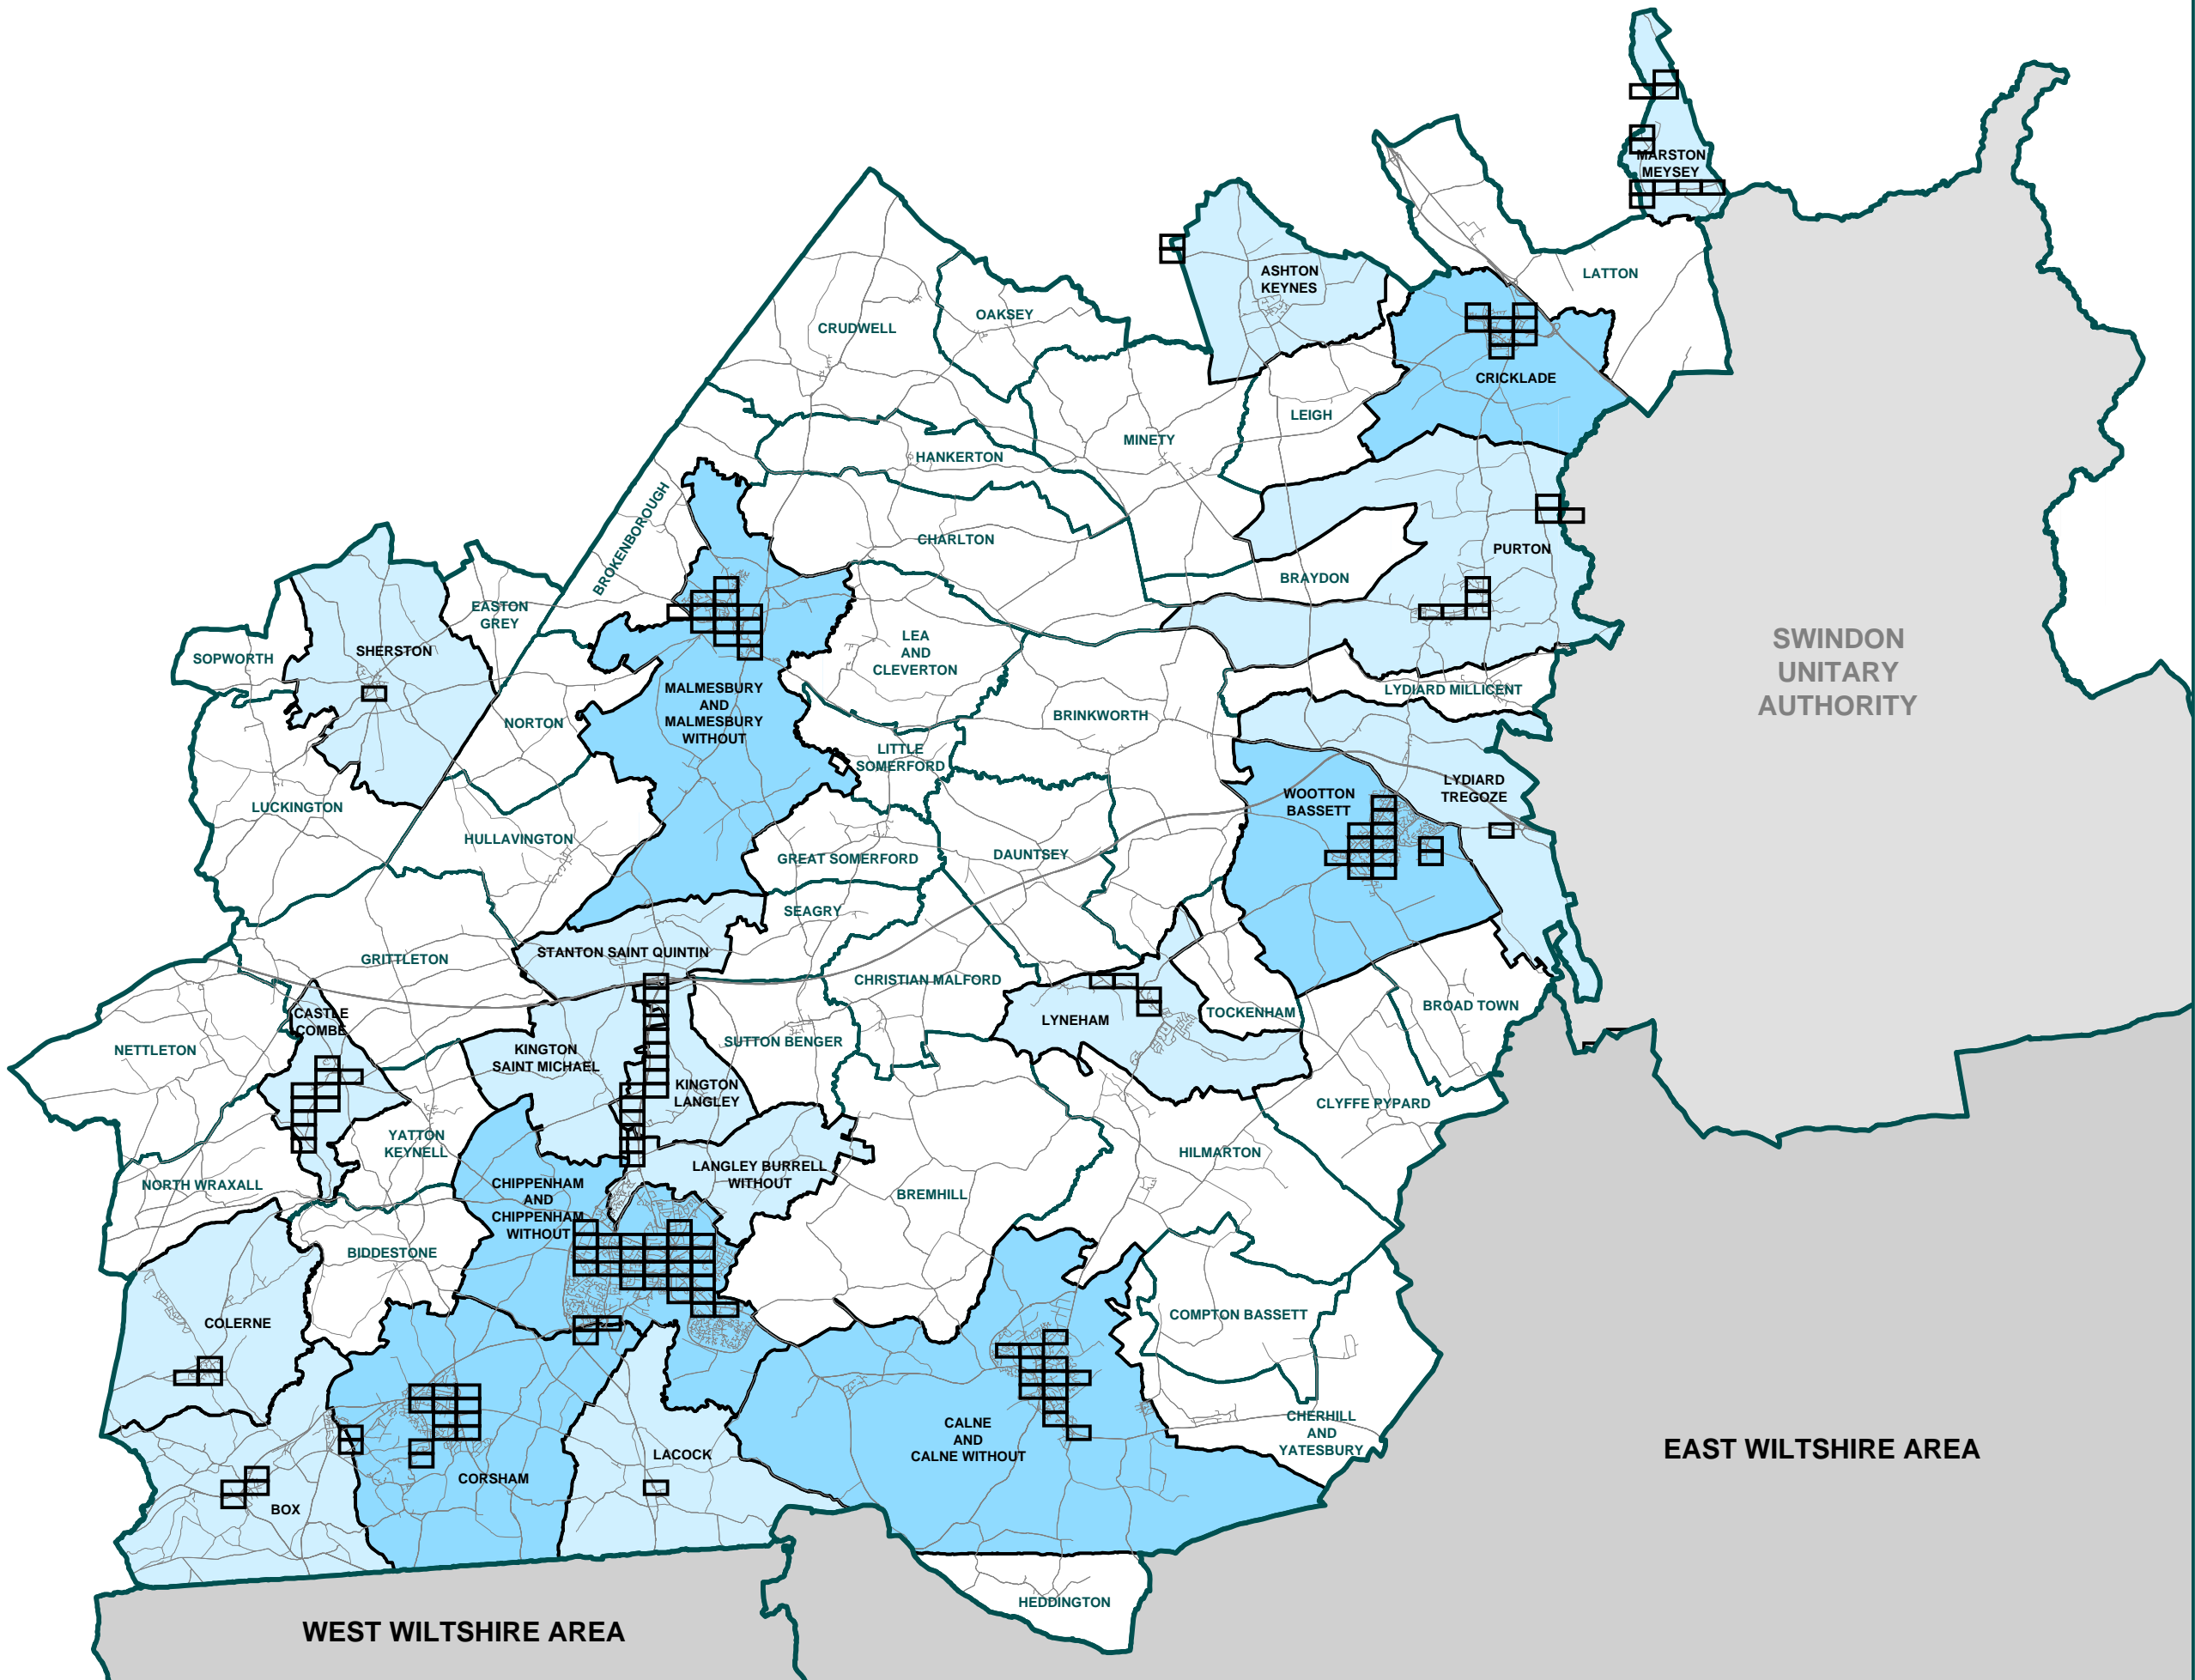 MARSTON
MEYSEY
LATTON
ASHTON
KEYNES
OAKSEY
CRUDWELL
CRICKLADE
LEIGH
MINETY
HANKERTON
BROKENBOROUGH
CHARLTON
PURTON
BRAYDON
EASTON
GREY
SHERSTON
SOPWORTH
LEA
AND
CLEVERTON
SWINDON
UNITARY
AUTHORITY
LYDIARD MILLICENT
MALMESBURY
AND
MALMESBURY
WITHOUT
NORTON
BRINKWORTH
LITTLE
SOMERFORD
LYDIARD
TREGOZE
WOOTTON
BASSETT
LUCKINGTON
HULLAVINGTON
GREAT SOMERFORD
DAUNTSEY
SEAGRY
STANTON SAINT QUINTIN
GRITTLETON
CHRISTIAN MALFORD
BROAD TOWN
TOCKENHAM
LYNEHAM
CASTLE
COMBE
NETTLETON
KINGTON
SAINT MICHAEL
SUTTON BENGER
KINGTON
LANGLEY
CLYFFE PYPARD
YATTON
KEYNELL
HILMARTON
LANGLEY BURRELL
WITHOUT
NORTH WRAXALL
CHIPPENHAM
AND
CHIPPENHAM
WITHOUT
BREMHILL
BIDDESTONE
COMPTON BASSETT
COLERNE
CHERHILL
AND
YATESBURY
CALNE
AND
CALNE WITHOUT
EAST WILTSHIRE AREA
LACOCK
CORSHAM
BOX
HEDDINGTON
WEST WILTSHIRE AREA